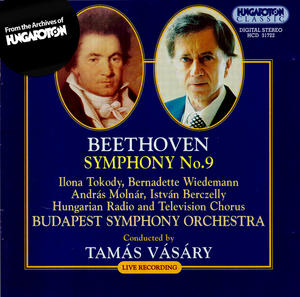 From the Archives of
HUNGAROTON
HUNGAROTON
CLASSIC
DIGITAL STEREO
HCD 31722
BEETHOVEN
SYMPHONY No.9
Ilona Tokody, Bernadette Wiedemann
András Molnár, István Berczelly
Hungarian Radio and Television Chorus
BUDAPEST SYMPHONY ORCHESTRA
Conducted by
TAMÁS VÁSÁRY
LIVE RECORDING